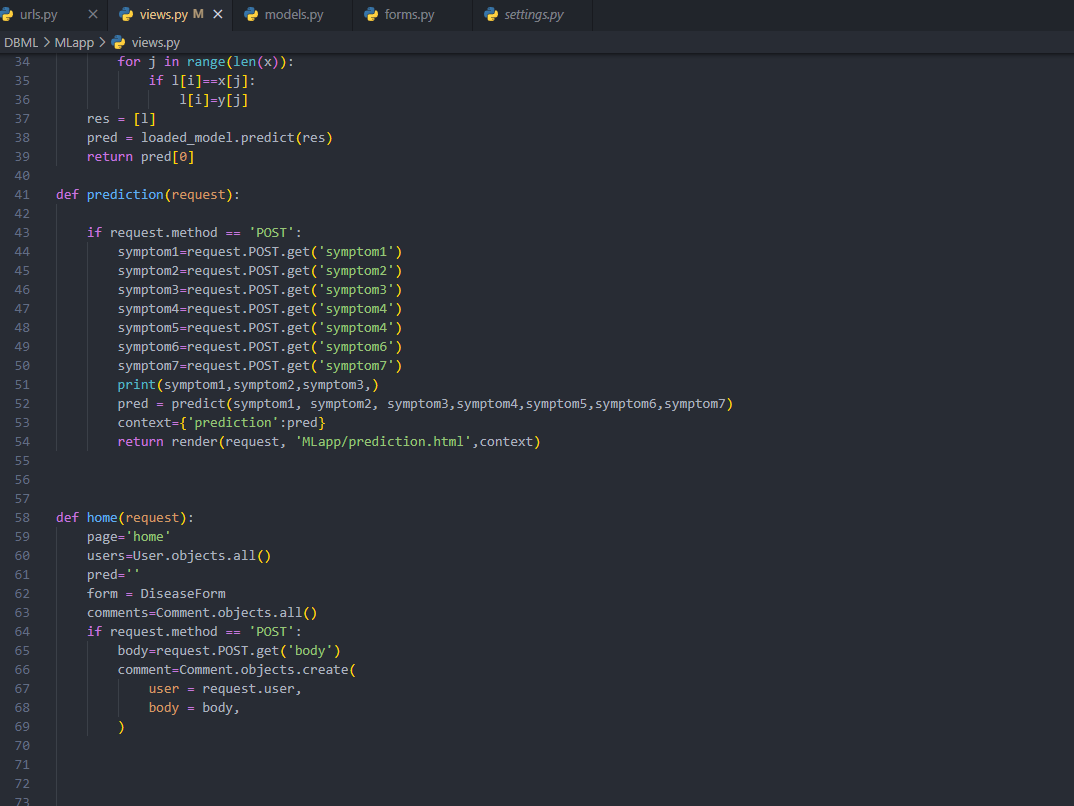 urls.py
views.py M
models.py
forms.py
settings.py
DBML > MLapp > views.py
34 for j in range(len(x)):
35 if l[i]==x[j]:
36 l[i]=y[j]
37 res = [l]
38 pred = loaded_model.predict(res)
39 return pred[0]
40
41 def prediction(request):
42
43 if request.method == 'POST':
44 symptom1=request.POST.get('symptom1')
45 symptom2=request.POST.get('symptom2')
46 symptom3=request.POST.get('symptom3')
47 symptom4=request.POST.get('symptom4')
48 symptom5=request.POST.get('symptom4')
49 symptom6=request.POST.get('symptom6')
50 symptom7=request.POST.get('symptom7')
51 print(symptom1,symptom2,symptom3,)
52 pred = predict(symptom1, symptom2, symptom3,symptom4,symptom5,symptom6,symptom7)
53 context={'prediction':pred}
54 return render(request, 'MLapp/prediction.html',context)
55
56
57
58 def home(request):
59 page='home'
60 users=User.objects.all()
61 pred=''
62 form = DiseaseForm
63 comments=Comment.objects.all()
64 if request.method == 'POST':
65 body=request.POST.get('body')
66 comment=Comment.objects.create(
67 user = request.user,
68 body = body,
69 )
70
71
72
73